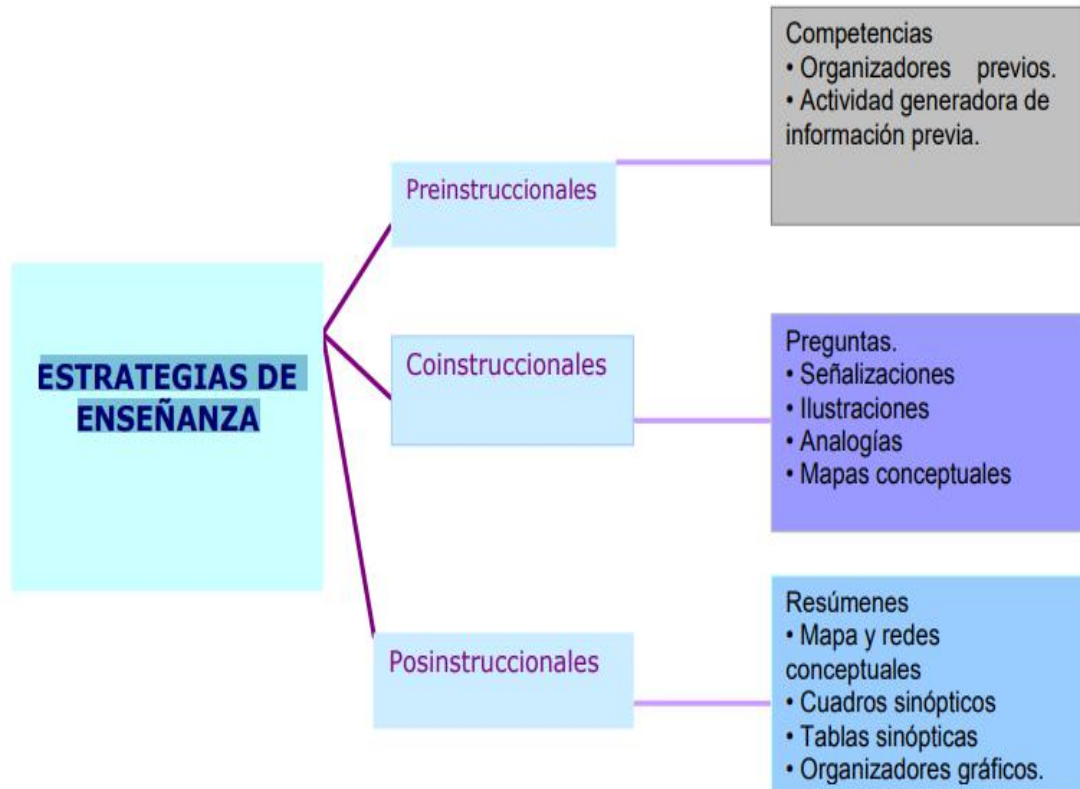 ESTRATEGIAS DE
ENSEÑANZA
Preinstruccionales
Competencias
• Organizadores previos.
• Actividad generadora de
información previa.
Coinstruccionales
Preguntas.
• Señalizaciones
• Ilustraciones
• Analogías
• Mapas conceptuales
Posinstruccionales
Resúmenes
• Mapa y redes
conceptuales
• Cuadros sinópticos
• Tablas sinópticas
• Organizadores gráficos.